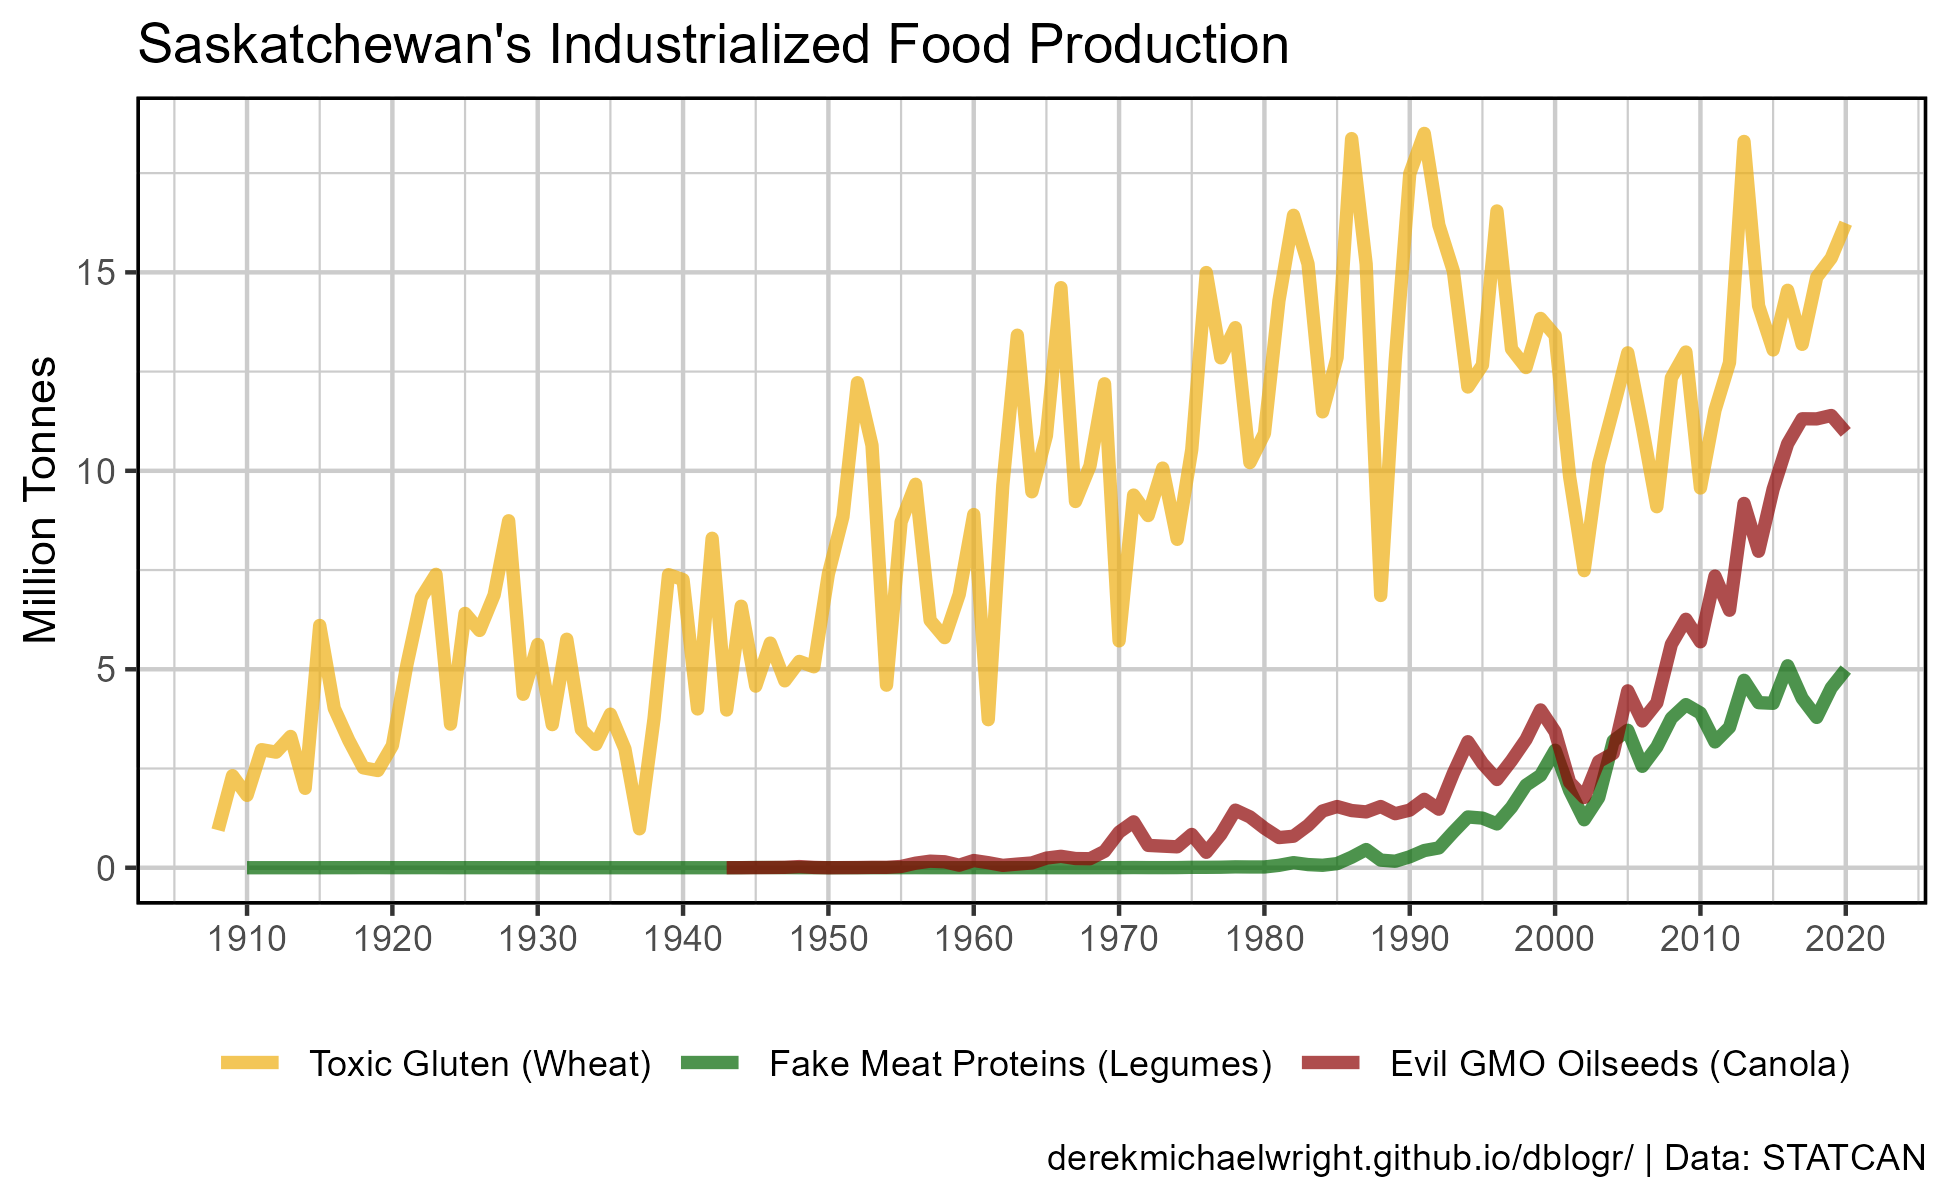 Saskatchewan's Industrialized Food Production
Million Tonnes
15
10
5
0
1910 1920 1930 1940 1950 1960 1970 1980 1990 2000 2010 2020
Toxic Gluten (Wheat) Fake Meat Proteins (Legumes) Evil GMO Oilseeds (Canola)
derekmichaelwright.github.io/dblogr/ | Data: STATCAN